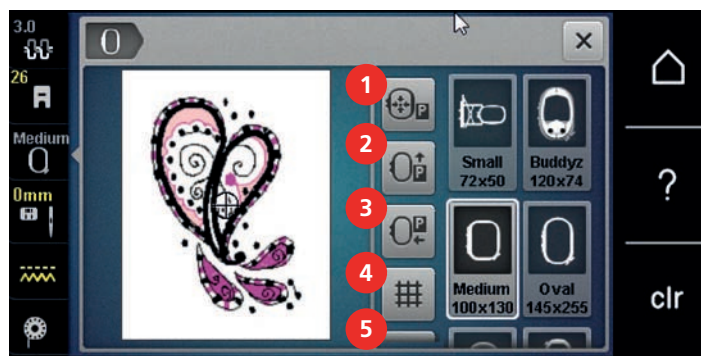 3.0
26
Medium
0mm
1
P
2
P
3
P
4
5
Small
72x50
Buddyz
120x74
Medium
100x130
Oval
145x255
?
clr